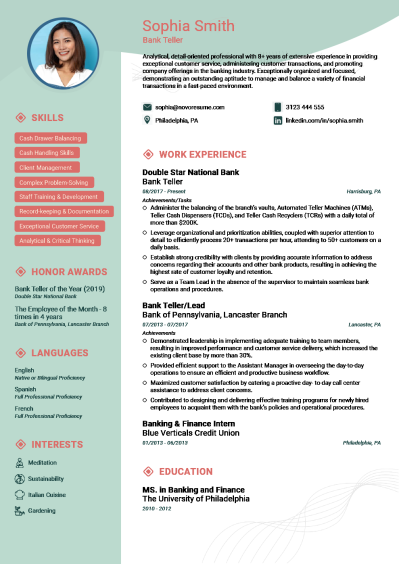 Sophia Smith
Bank Teller
Analytical, detail-oriented professional with 8+ years of extensive experience in providing
exceptional customer service, administering customer transactions, and promoting
company offerings in the banking industry. Exceptionally organized and focused,
demonstrating an outstanding aptitude to manage and balance a variety of financial
transactions in a fast-paced environment.
sophia@novoresume.com
3123 444 555
Philadelphia, PA
linkedin.com/in/sophia.smith
SKILLS
Cash Drawer Balancing
Cash Handling Skills
Client Management
Complex Problem-Solving
Staff Training & Development
Record-keeping & Documentation
Exceptional Customer Service
Analytical & Critical Thinking
HONOR AWARDS
Bank Teller of the Year (2019)
Double Star National Bank
The Employee of the Month - 8
times in 4 years
Bank of Pennsylvania, Lancaster Branch
LANGUAGES
English
Native or Bilingual Proficiency
Spanish
Full Professional Proficiency
French
Full Professional Proficiency
INTERESTS
Meditation
Sustainability
Italian Cuisine
Gardening
WORK EXPERIENCE
Double Star National Bank
Bank Teller
08/2017 - Present
Harrisburg, PA
Achievements/Tasks
Administer the balancing of the branch's vaults, Automated Teller Machines (ATMs),
Teller Cash Dispensers (TCDs), and Teller Cash Recyclers (TCRs) with a daily total of
more than $200K.
Leverage organizational and prioritization abilities, coupled with superior attention to
detail to efficiently process 20+ transactions per hour, attending to 50+ customers on a
daily basis.
Establish strong credibility with clients by providing accurate information to address
concerns regarding their accounts and other bank products, resulting in achieving the
highest rate of customer loyalty and retention.
Serve as a Team Lead in the absence of the supervisor to maintain seamless bank
operations and procedures.
Bank Teller/Lead
Bank of Pennsylvania, Lancaster Branch
07/2013 - 07/2017
Lancaster, PA
Achievements
Demonstrated leadership in implementing adequate training to team members,
resulting in improved performance and customer service delivery, which increased the
existing client base by more than 30%.
Provided efficient support to the Assistant Manager in overseeing the day-to-day
operations to ensure an efficient and productive business workflow.
Maximized customer satisfaction by catering a proactive day- to-day call center
assistance to address client concerns.
Contributed to designing and delivering effective training programs for newly hired
employees to acquaint them with the bank's policies and operational procedures.
Banking & Finance Intern
Blue Verticals Credit Union
01/2013 - 06/2013
Philadelphia, PA
EDUCATION
MS. in Banking and Finance
The University of Philadelphia
2010 - 2012